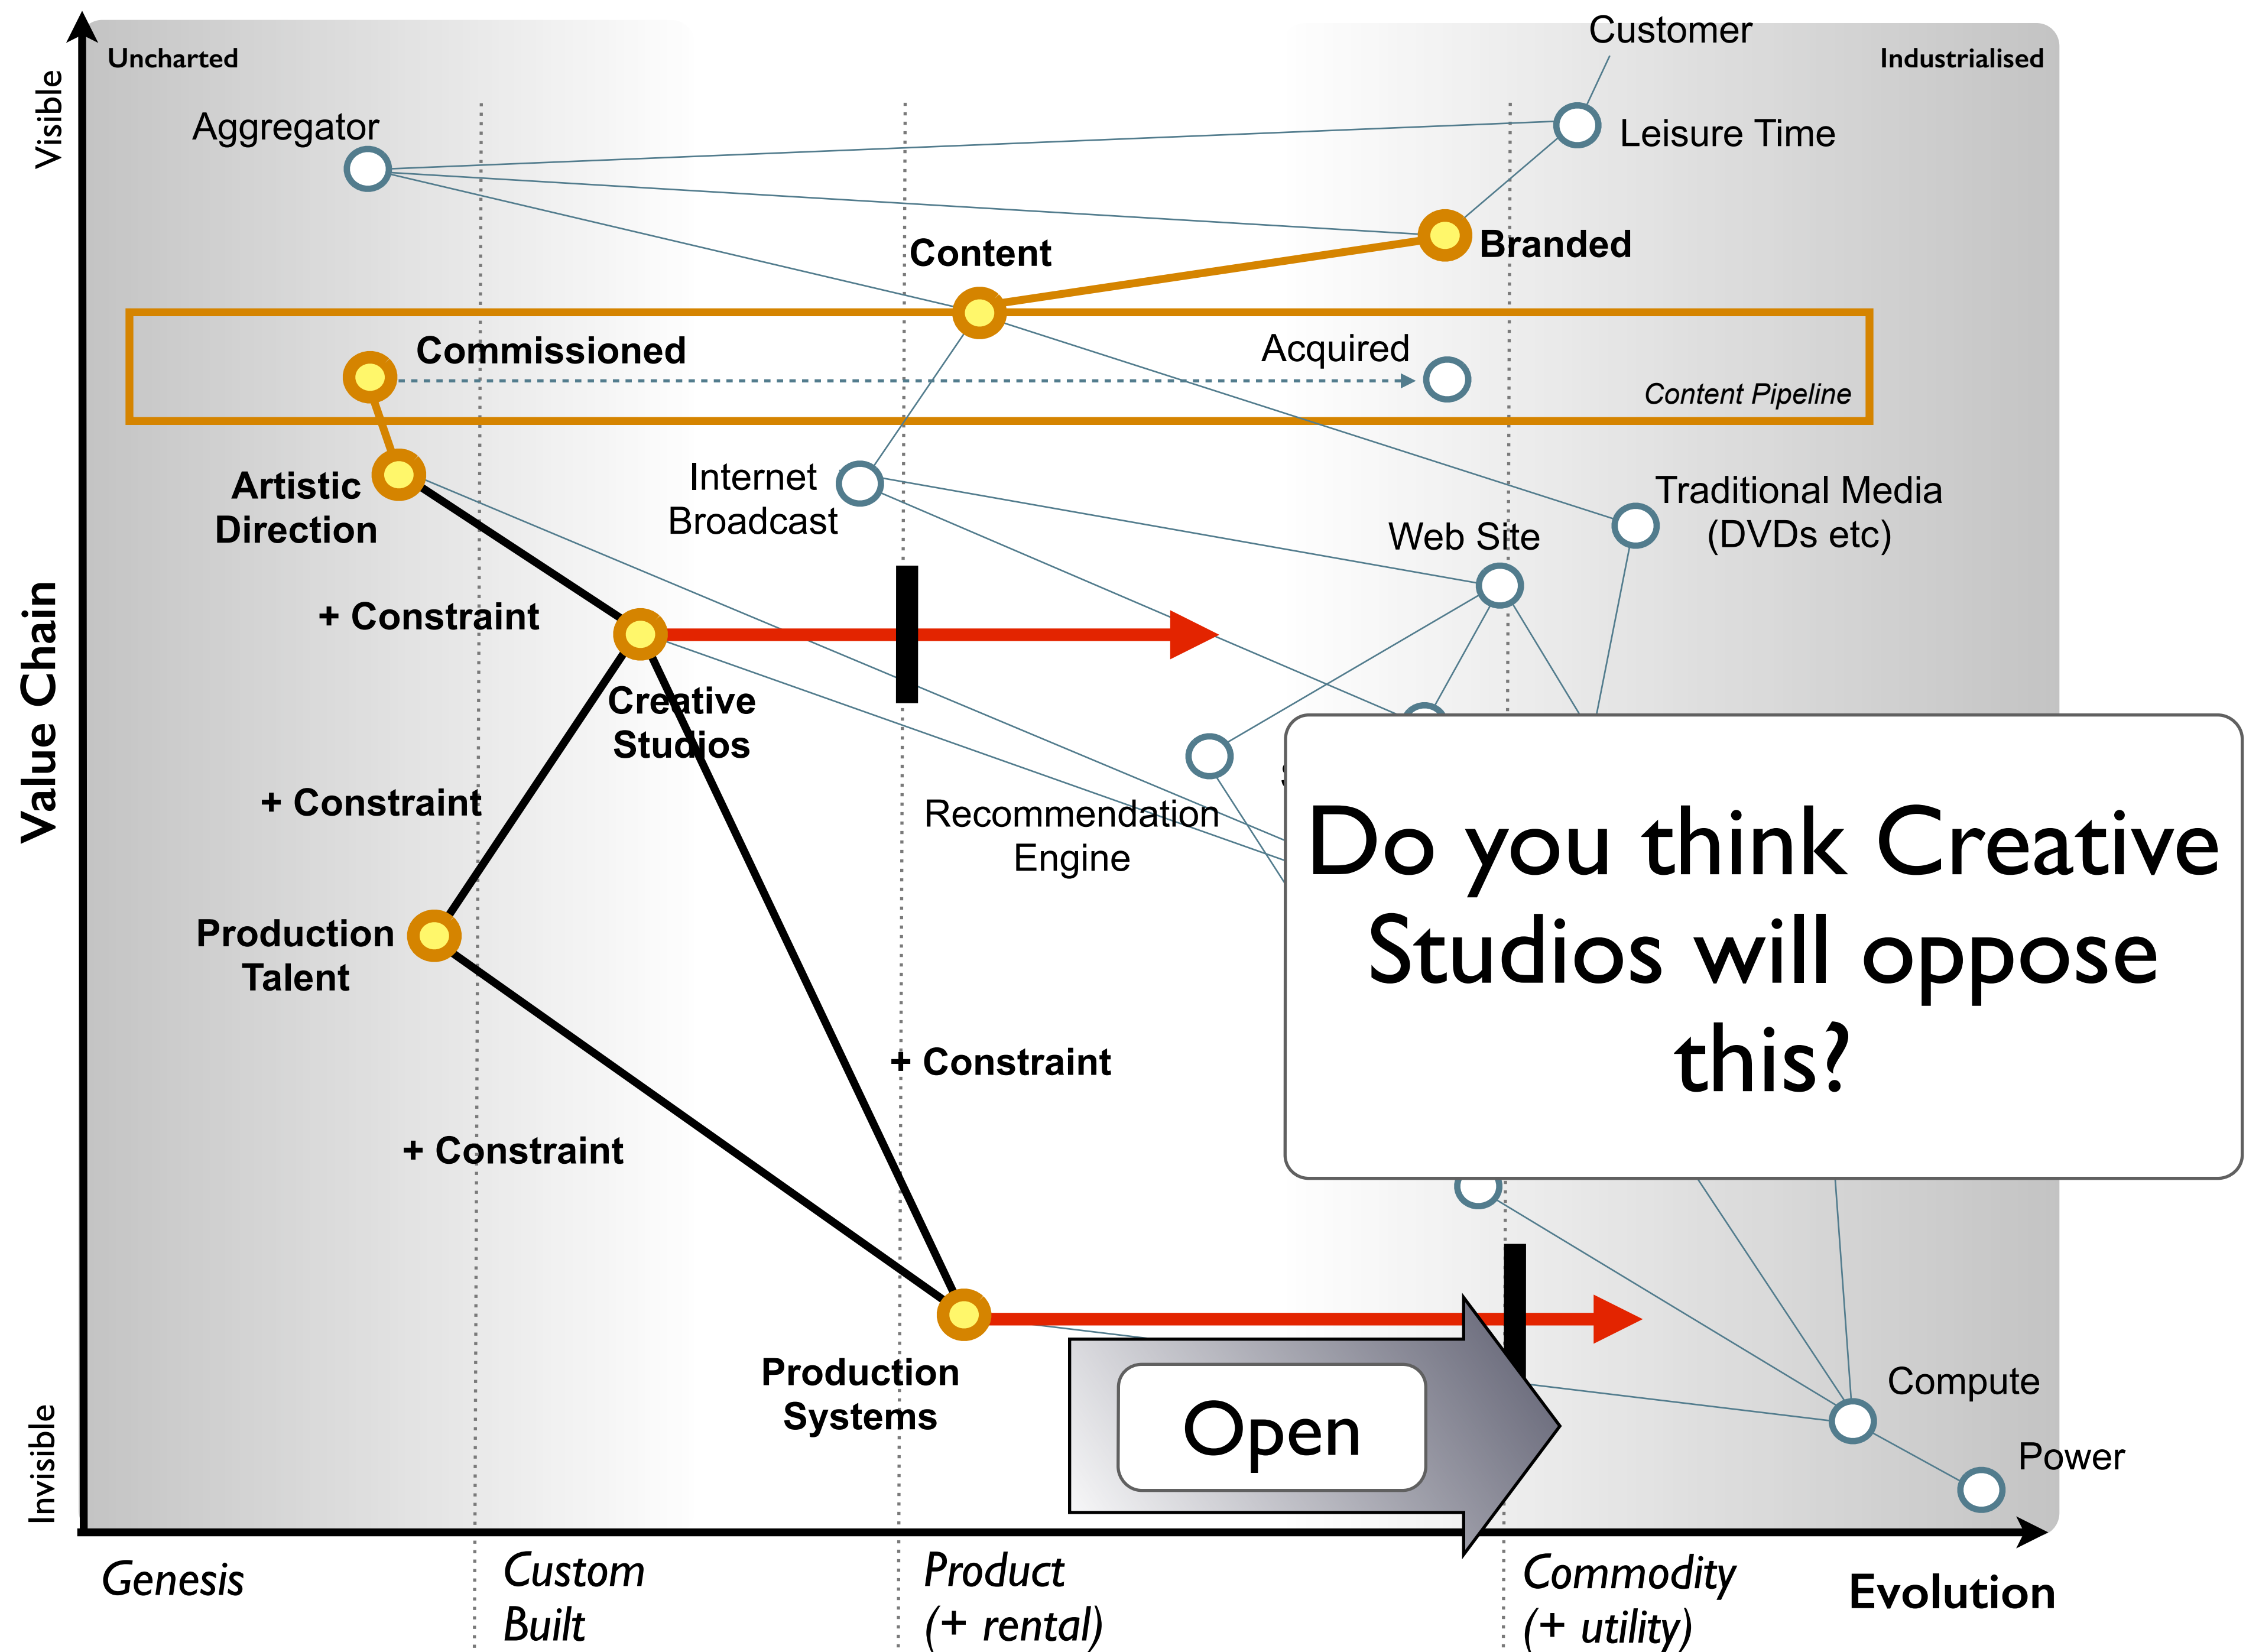 Customer
Uncharted
Industrialised
Visible
Aggregator
Leisure Time
Content
Branded
Commissioned
Acquired
Content Pipeline
Artistic
Direction
Internet
Broadcast
Traditional Media
(DVDs etc)
Web Site
Value Chain
+ Constraint
Creative
Studios
+ Constraint
Recommendation
Engine
Do you think Creative
Studios will oppose
this?
Production
Talent
+ Constraint
+ Constraint
Production
Systems
Open
Compute
Power
Invisible
Genesis
Custom
Built
Product
(+ rental)
Commodity
(+ utility)
Evolution